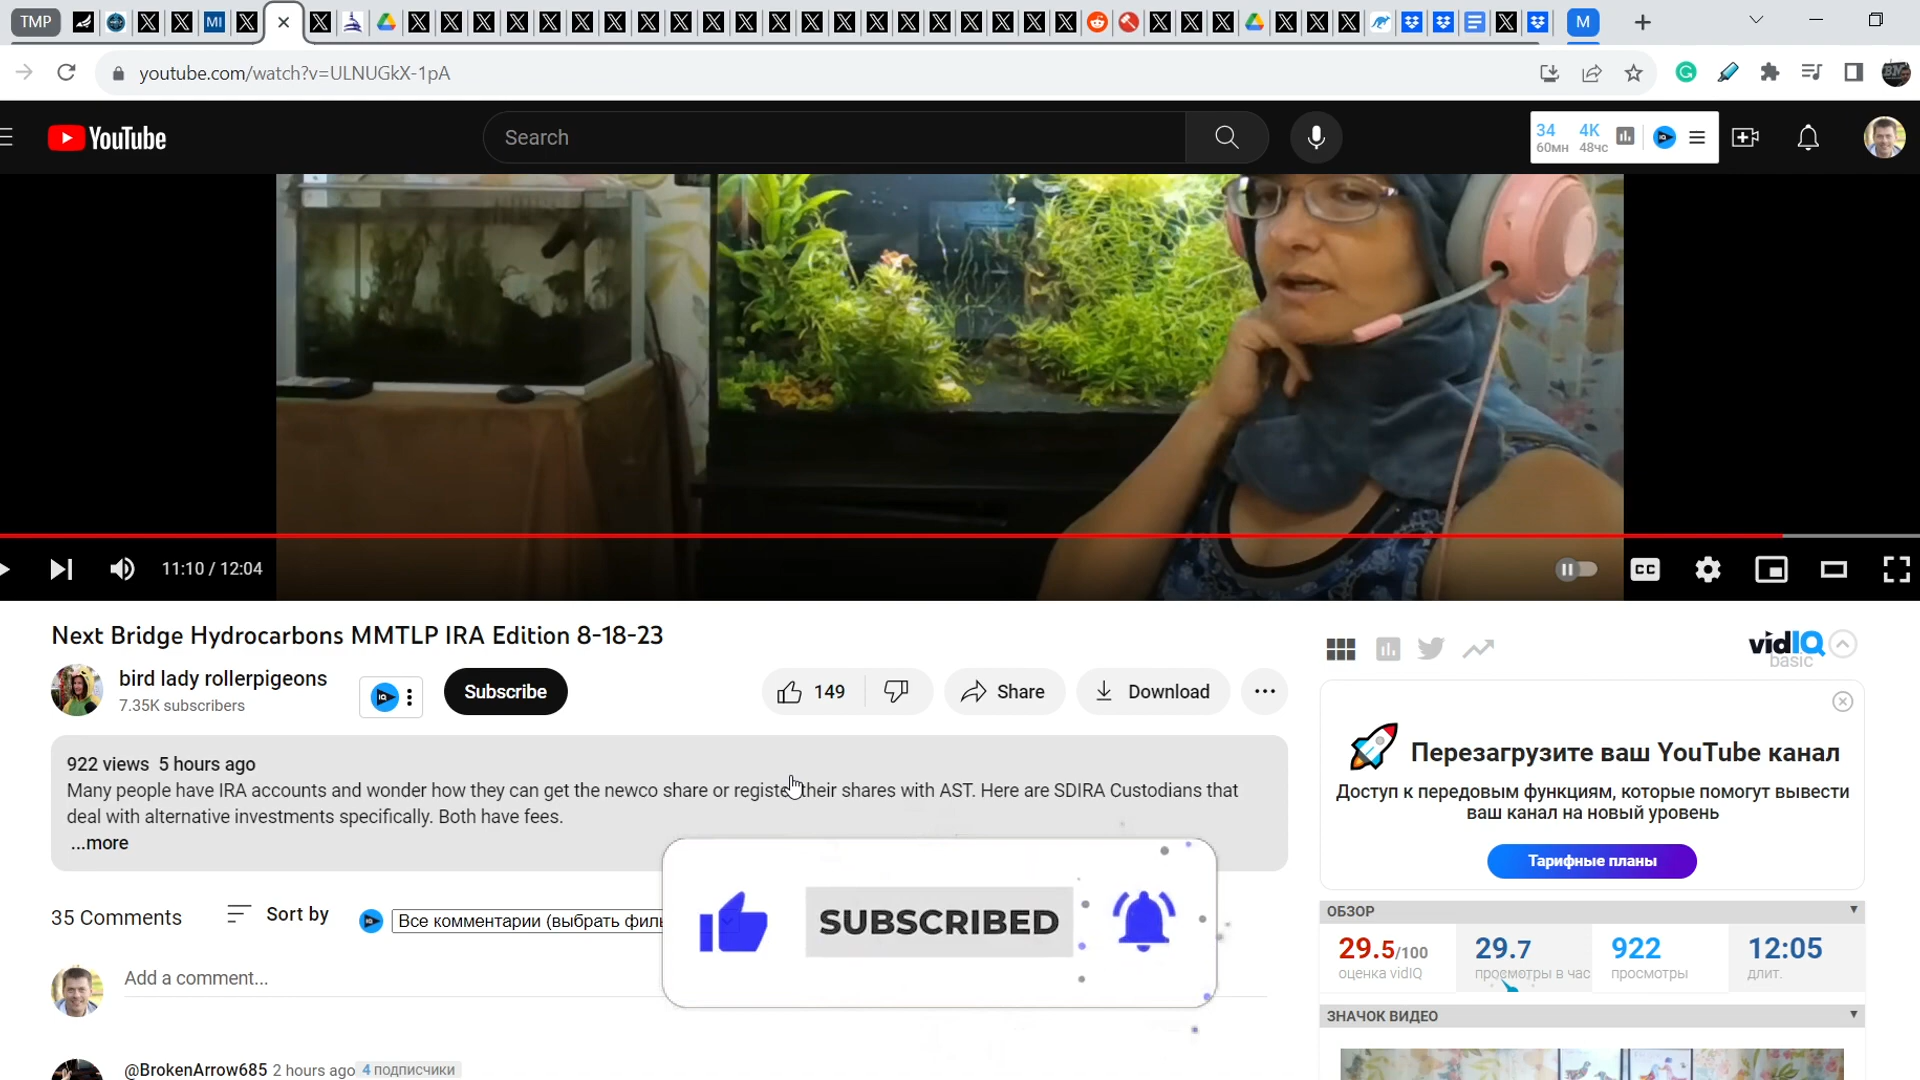 TMP
MI
M
youtube.com/watch?v=ULNUGkX-1pA
YouTube
Search
34 4K
60мн 48чс
11:10 / 12:04
CC
Next Bridge Hydrocarbons MMTLP IRA Edition 8-18-23
bird lady rollerpigeons
7.35K subscribers
Subscribe
149
Share
Download
922 views 5 hours ago
Many people have IRA accounts and wonder how they can get the newco share or register their shares with AST. Here are SDIRA Custodians that
deal with alternative investments specifically. Both have fees.
...more
35 Comments
Sort by
Все комментарии (выбрать филь
SUBSCRIBED
Add a comment...
@BrokenArrow685 2 hours ago 4 подписчики
vidIQ
basic
Перезагрузите ваш YouTube канал
Доступ к передовым функциям, которые помогут вывести
ваш канал на новый уровень
Тарифные планы
ОБЗОР
29.5/100
оценка vidIQ
29.7
просмотры в час
922
просмотры
12:05
длит.
ЗНАЧОК ВИДЕО